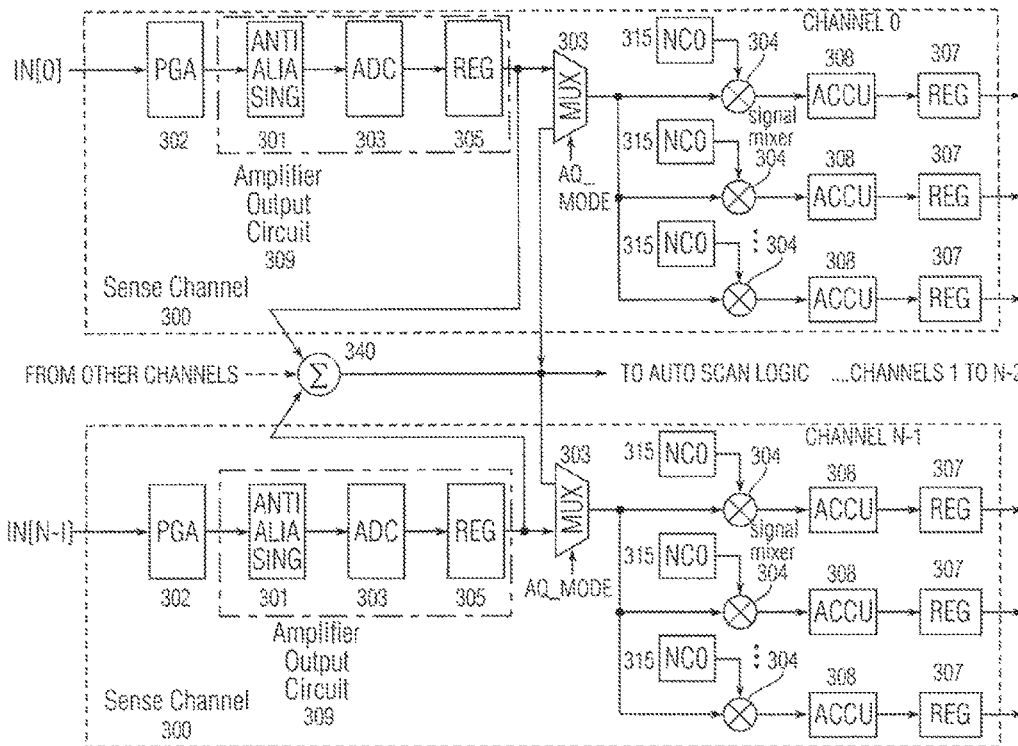 CHANNEL 0
IN[0]
PGA
302
ANTI
ALIA
SING
301
ADC
303
REG
305
Amplifier
Output
Circuit
309
Sense Channel
300
303
MUX
AQ_
MODE
315
NCO
304
signal
mixer
308
ACCU
307
REG
315
NCO
304
308
ACCU
307
REG
315
NCO
304
308
ACCU
307
REG
FROM OTHER CHANNELS
Σ
340
TO AUTO SCAN LOGIC ....CHANNELS 1 TO N-2
CHANNEL N-1
IN[N-1]
PGA
302
ANTI
ALIA
SING
301
ADC
303
REG
305
Amplifier
Output
Circuit
309
Sense Channel
300
303
MUX
AQ_MODE
315
NCO
304
signal
mixer
308
ACCU
307
REG
315
NCO
304
308
ACCU
307
REG
315
NCO
304
308
ACCU
307
REG